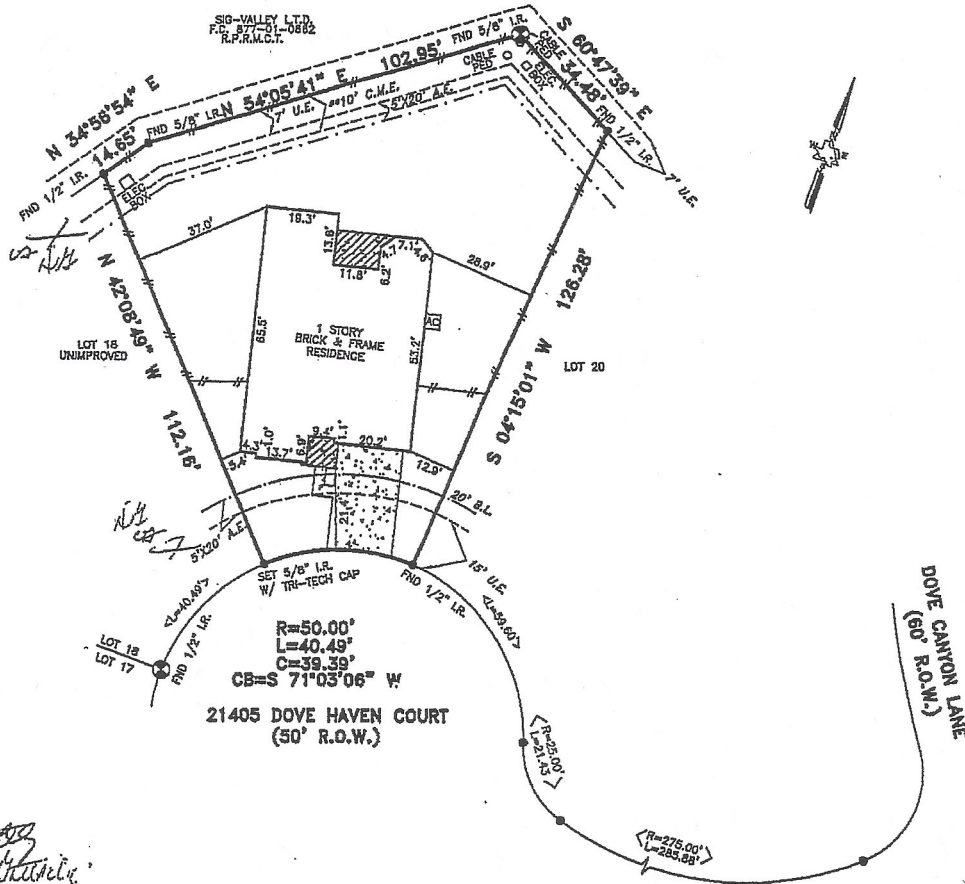 SIG-VALLEY L.T.D.
F.C. 877-01-0882
R.P.R.M.C.T.
N 34°56'54" E
14.65'
FND 1/2" I.R.
FND 5/8" I.R.
N 54°05'41" E
102.95'
FND 5/8" I.R.
7' U.E.
10' C.M.E.
5'X20' A.E.
CABLE
PED
CABLE
PED
ELEC.
BOX
S 60°47'39" E
34.48'
FND 1/2" I.R.
7' U.E.
ELEC
BOX
37.0'
19.3'
13.6'
11.8'
6.2'
4.7'
7.1'
28.9'
N 42°08'49" W
112.16'
65.5'
1 STORY
BRICK & FRAME
RESIDENCE
AC
53.2'
S 04°15'01" W
126.28'
LOT 18
UNIMPROVED
LOT 20
4.3'
1.0'
13.7'
6.9'
9.4'
1.1'
20.2'
5.4'
12.9'
21.4'
20' B.L.
5'X20' A.E.
15' U.E.
SET 5/8" I.R.
W/ TRI-TECH CAP
FND 1/2" I.R.
<L=40.49'>
<L=59.60'>
LOT 18
LOT 17
FND 1/2" I.R.
R=50.00'
L=40.49'
C=39.39'
CB=S 71°03'06" W
21405 DOVE HAVEN COURT
(50' R.O.W.)
R=25.00'
L=21.43
R=275.00'
L=285.88'
DOVE CANYON LANE
(60' R.O.W.)